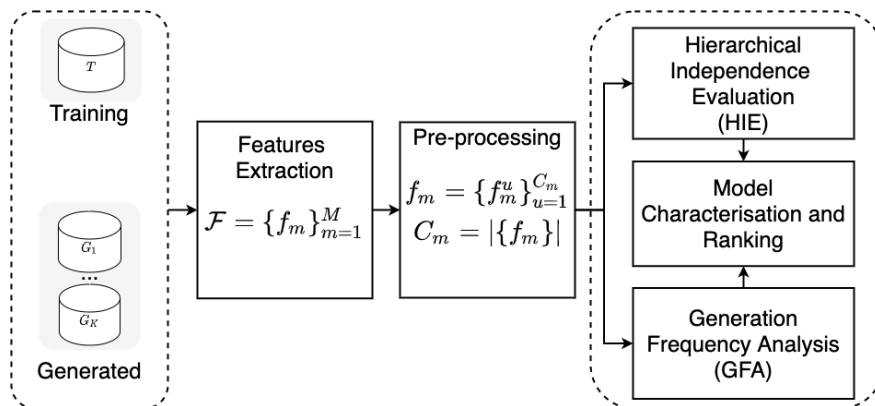 T
Training
G₁
...
G_K
Generated
Features
Extraction
𝓕 = {f_m}_{m=1}^{M}
Pre-processing
f_m = {f_m^u}_{u=1}^{C_m}
C_m = |{f_m}|
Hierarchical
Independence
Evaluation
(HIE)
Model
Characterisation and
Ranking
Generation
Frequency Analysis
(GFA)